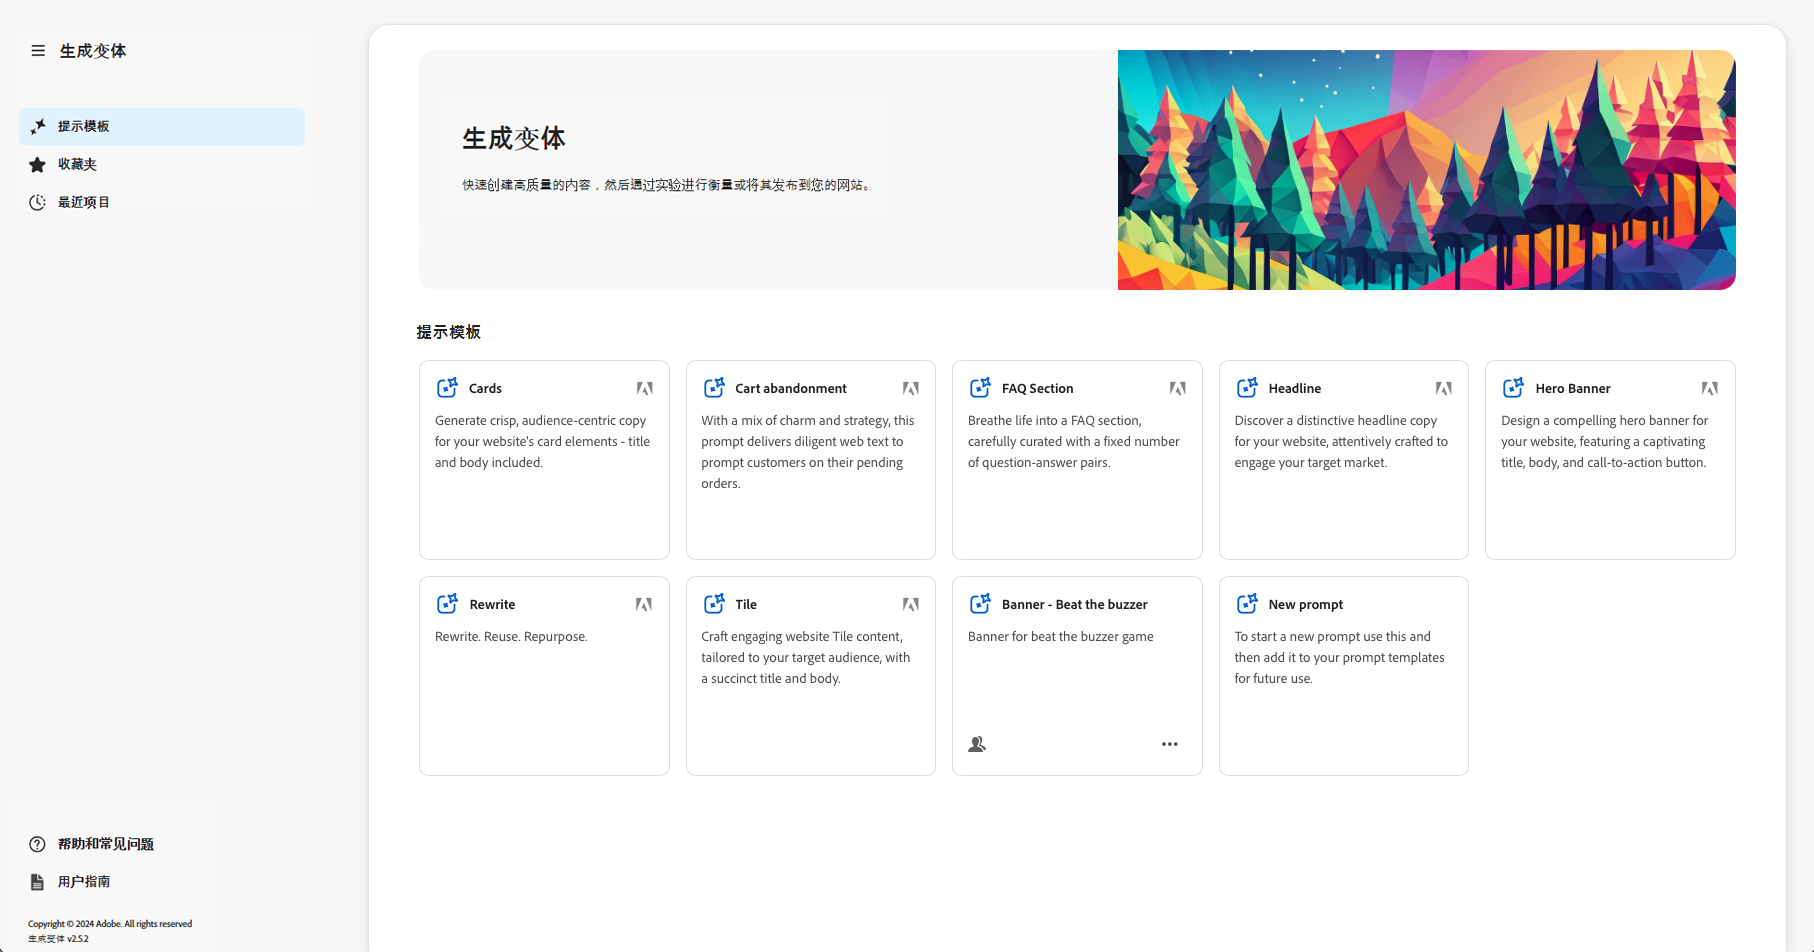 生成变体
提示模板
收藏夹
最近项目
帮助和常见问题
用户指南
Copyright © 2024 Adobe. All rights reserved
生成变体 v2.5.2
生成变体
快速创建高质量的内容，然后通过实验进行衡量或将其发布到您的网站。
提示模板
Cards
Generate crisp, audience-centric copy
for your website's card elements - title
and body included.
Cart abandonment
With a mix of charm and strategy, this
prompt delivers diligent web text to
prompt customers on their pending
orders.
FAQ Section
Breathe life into a FAQ section,
carefully curated with a fixed number
of question-answer pairs.
Headline
Discover a distinctive headline copy
for your website, attentively crafted to
engage your target market.
Hero Banner
Design a compelling hero banner for
your website, featuring a captivating
title, body, and call-to-action button.
Rewrite
Rewrite. Reuse. Repurpose.
Tile
Craft engaging website Tile content,
tailored to your target audience, with
a succinct title and body.
Banner - Beat the buzzer
Banner for beat the buzzer game
New prompt
To start a new prompt use this and
then add it to your prompt templates
for future use.